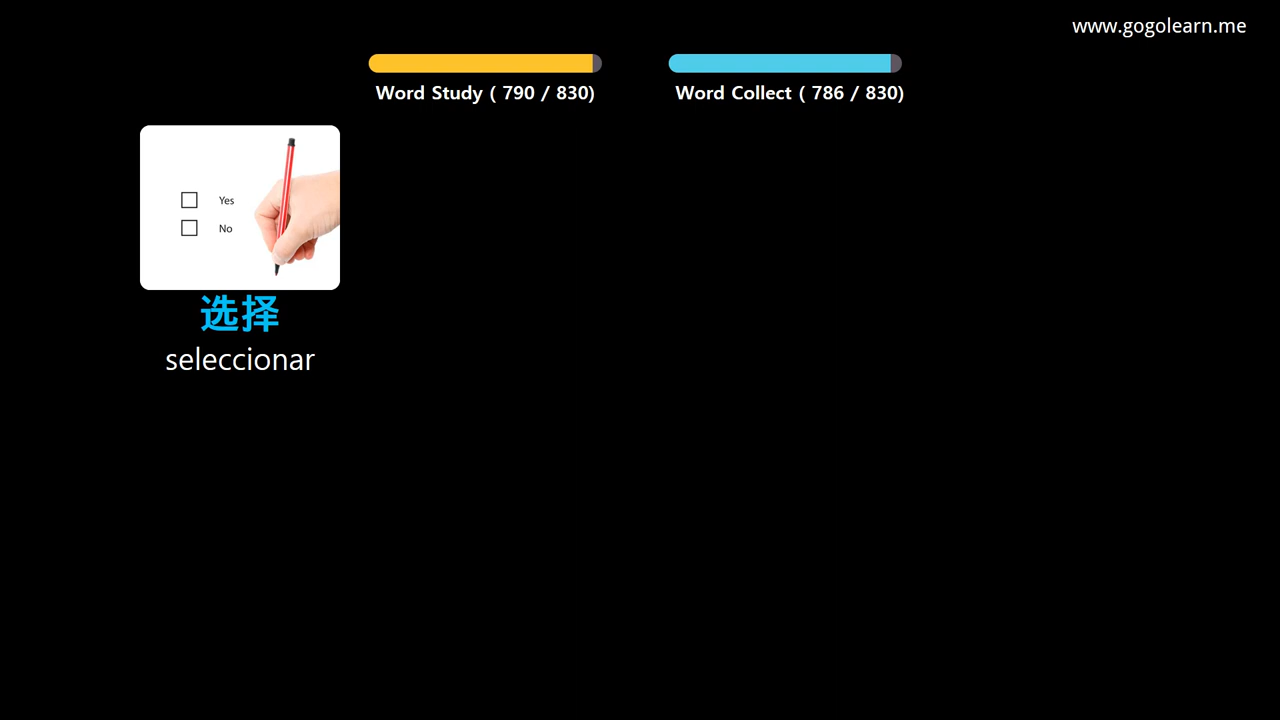 www.gogolearn.me
Word Study ( 790 / 830)
Word Collect ( 786 / 830)
Yes
No
选择
seleccionar